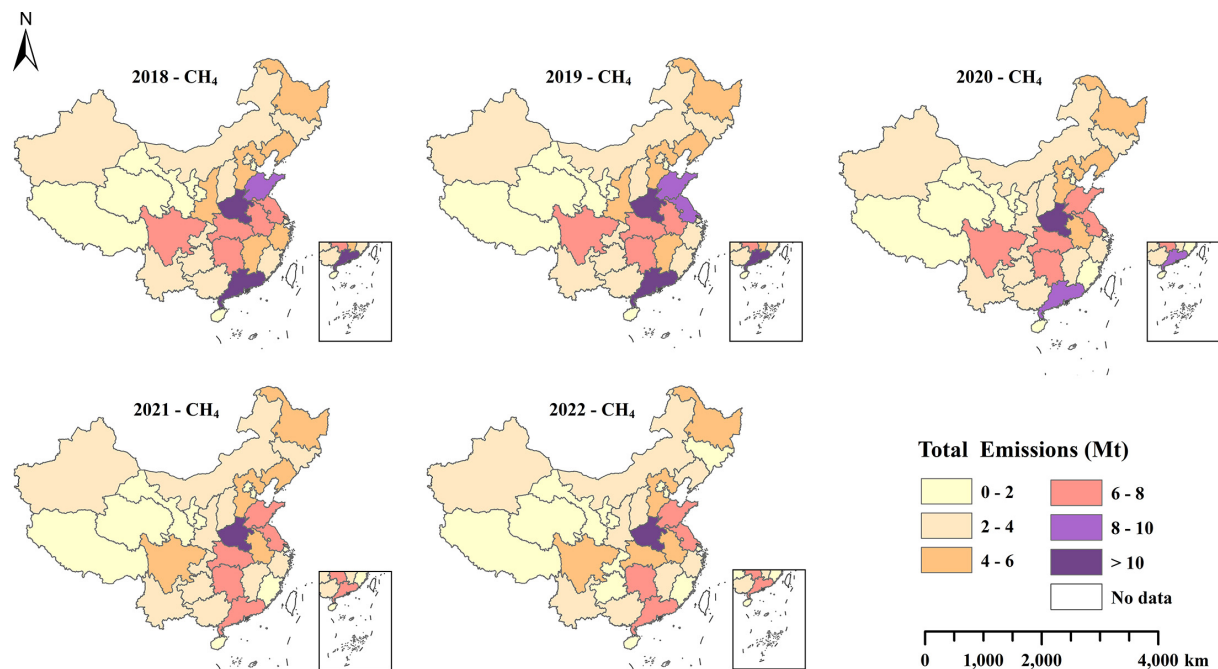 N
2018 - CH₄
2019 - CH₄
2020 - CH₄
2021 - CH₄
2022 - CH₄
Total Emissions (Mt)
0 - 2
6 - 8
2 - 4
8 - 10
4 - 6
> 10
No data
0 1,000 2,000 4,000 km